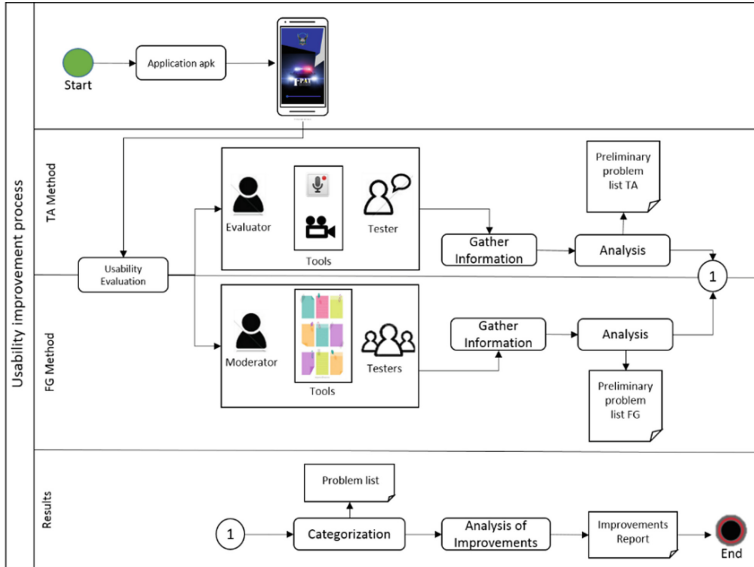 Usability improvement process
Start
Application apk
TA Method
Evaluator
Tools
Tester
Gather
Information
Analysis
Preliminary
problem
list TA
Usability
Evaluation
1
FG Method
Moderator
Tools
Testers
Gather
Information
Analysis
Preliminary
problem
list FG
Results
1
Problem list
Categorization
Analysis of
Improvements
Improvements
Report
End